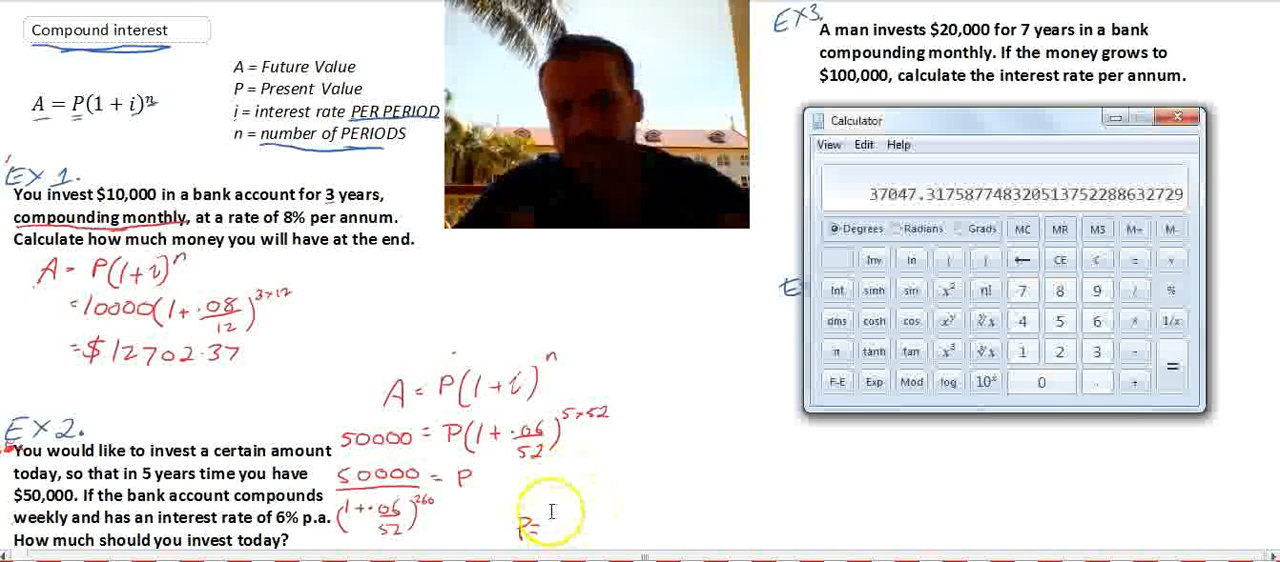 Compound interest
A = P(1 + i)ⁿ
A = Future Value
P = Present Value
i = interest rate PER PERIOD
n = number of PERIODS
EX 1.
You invest $10,000 in a bank account for 3 years,
compounding monthly, at a rate of 8% per annum.
Calculate how much money you will have at the end.
A = P(1+i)^n
=10000(1+.08/12)^3×12
=$12702.37
EX 2.
You would like to invest a certain amount
today, so that in 5 years time you have
$50,000. If the bank account compounds
weekly and has an interest rate of 6% p.a.
How much should you invest today?
A = P(1+i)^n
50000 = P(1+.06/52)^5×52
50000/(1+.06/52)^260 = P
P=
EX3.
A man invests $20,000 for 7 years in a bank
compounding monthly. If the money grows to
$100,000, calculate the interest rate per annum.
Calculator
View Edit Help
37047.317587748320513752288632729
Degrees Radians Grads MC MR MS M+ M-
Inv ln ( ) ← CE C
Int sinh sin x² n! 7 8 9 / %
dms cosh cos xʸ ʸ√x 4 5 6 * 1/x
π tanh tan x³ ³√x 1 2 3 - =
F-E Exp Mod log 10ˣ 0 . +